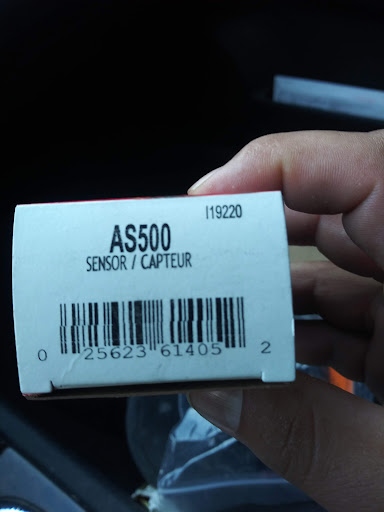 I19220
AS500
SENSOR / CAPTEUR
0 25623 61405 2